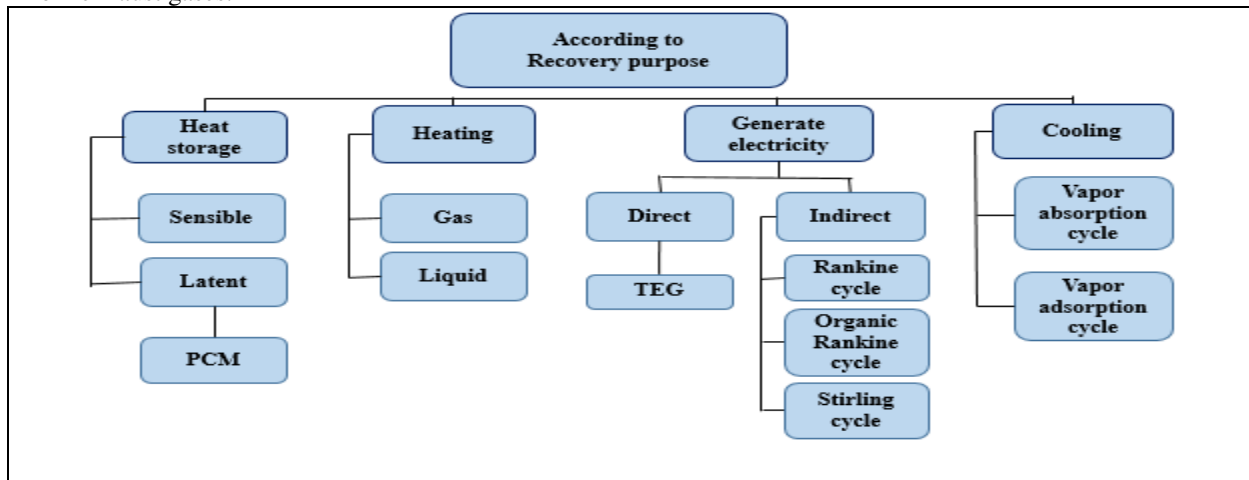 According to
Recovery purpose
Heat
storage
Heating
Generate
electricity
Cooling
Sensible
Gas
Direct
Indirect
Vapor
absorption
cycle
Latent
Liquid
TEG
Rankine
cycle
Organic
Rankine
cycle
Vapor
adsorption
cycle
PCM
Stirling
cycle